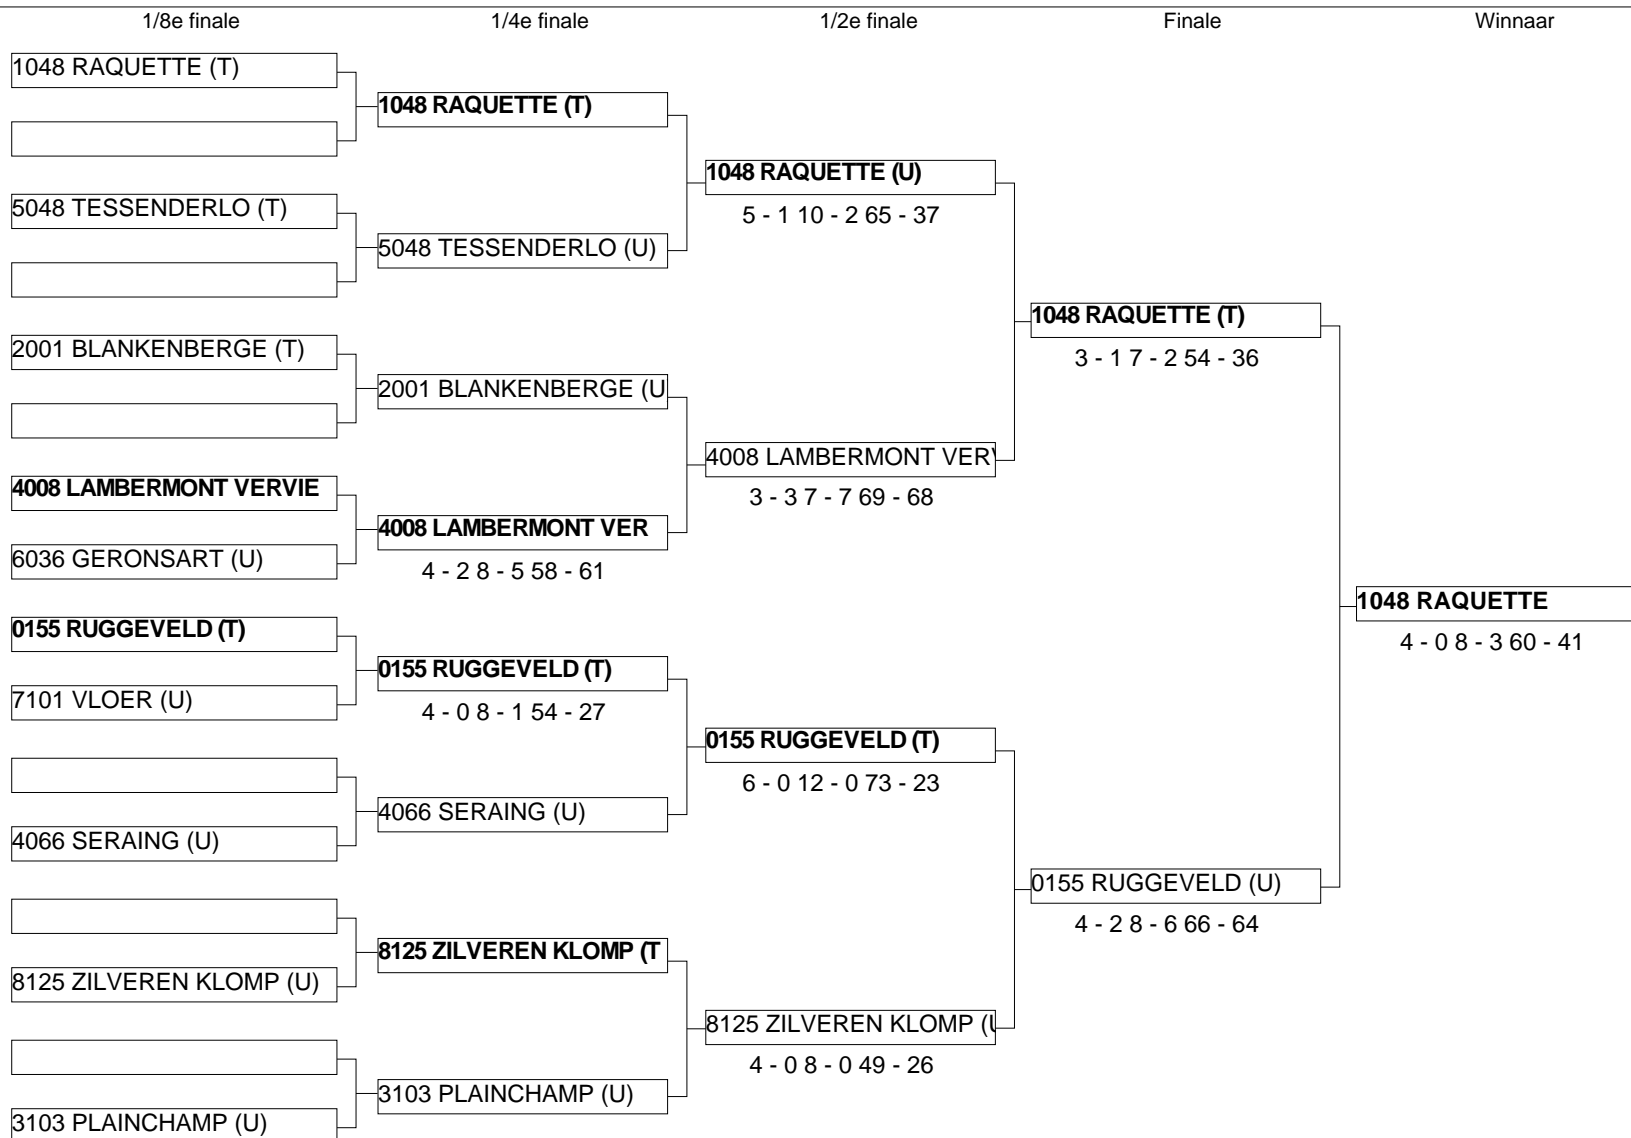 1/8e finale
1/4e finale
1/2e finale
Finale
Winnaar
1048 RAQUETTE (T)
5048 TESSENDERLO (T)
2001 BLANKENBERGE (T)
4008 LAMBERMONT VERVIE
6036 GERONSART (U)
0155 RUGGEVELD (T)
7101 VLOER (U)
4066 SERAING (U)
8125 ZILVEREN KLOMP (U)
3103 PLAINCHAMP (U)
1048 RAQUETTE (T)
5048 TESSENDERLO (U)
2001 BLANKENBERGE (U
4008 LAMBERMONT VER
4 - 2 8 - 5 58 - 61
0155 RUGGEVELD (T)
4 - 0 8 - 1 54 - 27
4066 SERAING (U)
8125 ZILVEREN KLOMP (T
3103 PLAINCHAMP (U)
1048 RAQUETTE (U)
5 - 1 10 - 2 65 - 37
4008 LAMBERMONT VERV
3 - 3 7 - 7 69 - 68
0155 RUGGEVELD (T)
6 - 0 12 - 0 73 - 23
8125 ZILVEREN KLOMP (U
4 - 0 8 - 0 49 - 26
1048 RAQUETTE (T)
3 - 1 7 - 2 54 - 36
0155 RUGGEVELD (U)
4 - 2 8 - 6 66 - 64
1048 RAQUETTE
4 - 0 8 - 3 60 - 41